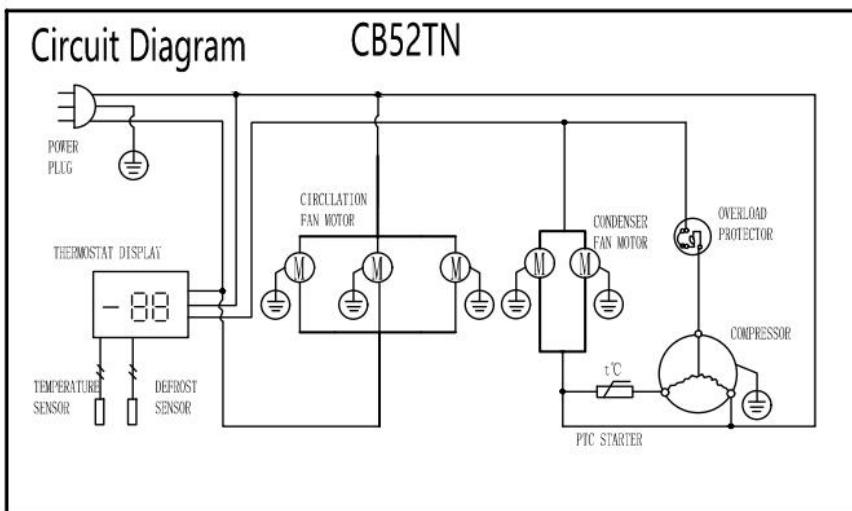 Circuit Diagram
CB52TN
POWER
PLUG
CIRCULATION
FAN MOTOR
CONDENSER
FAN MOTOR
OVERLOAD
PROTECTOR
THERMOSTAT DISPLAY
-88
M
M
M
M
M
COMPRESSOR
TEMPERATURE
SENSOR
DEFROST
SENSOR
t℃
PTC STARTER